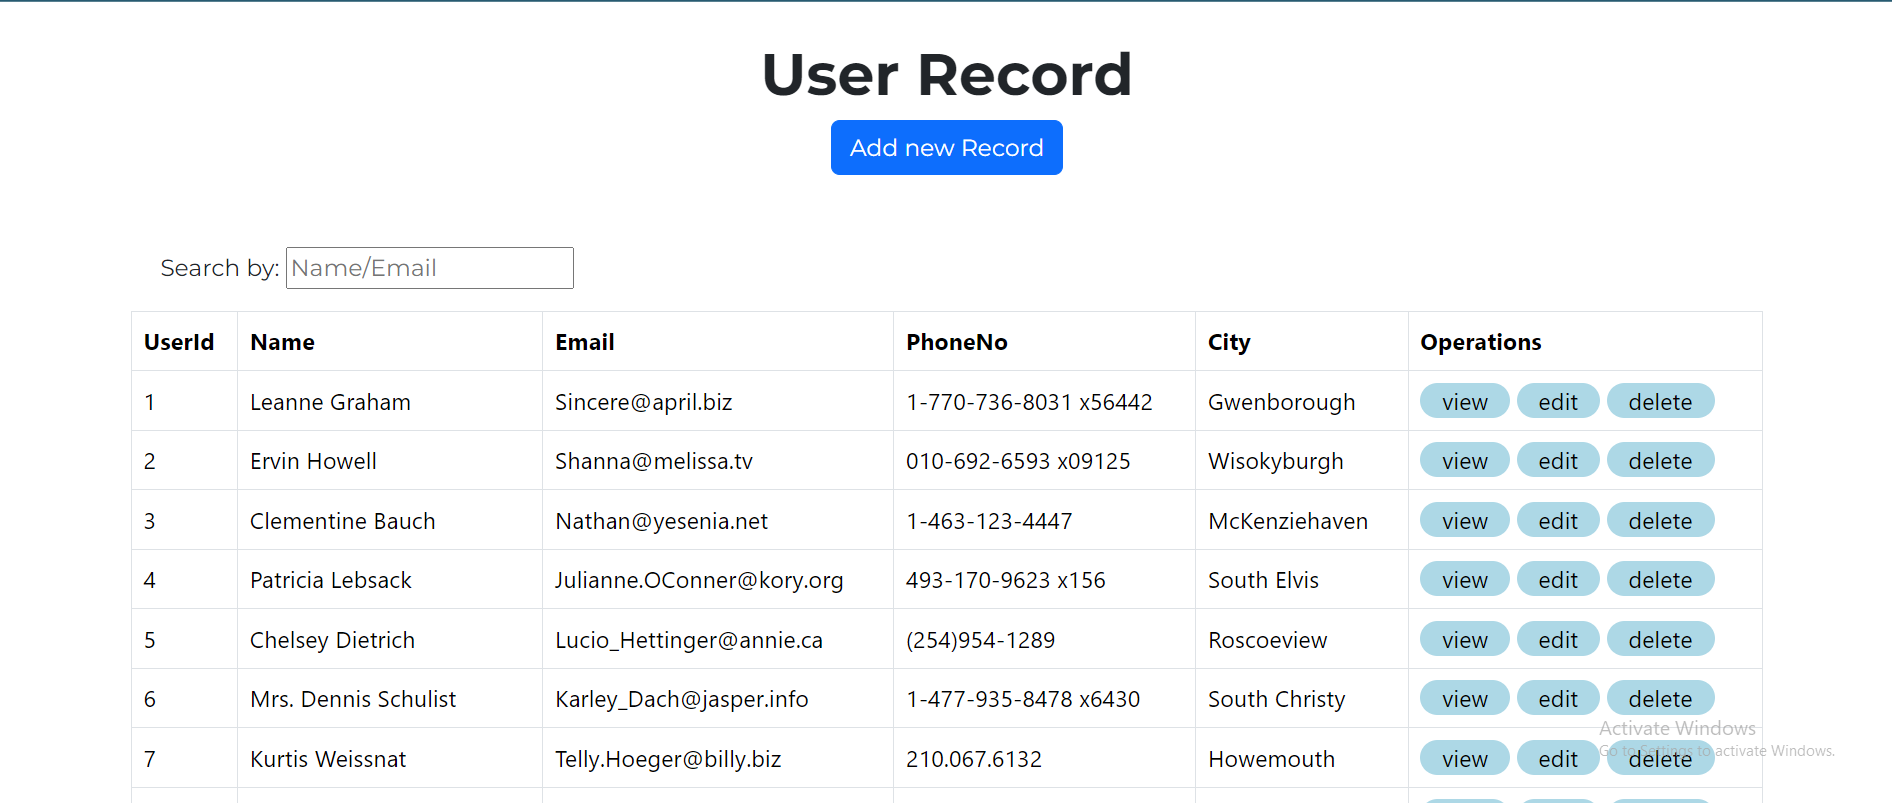 User Record
Add new Record
Search by: Name/Email
UserId Name Email PhoneNo City Operations
1 Leanne Graham Sincere@april.biz 1-770-736-8031 x56442 Gwenborough view edit delete
2 Ervin Howell Shanna@melissa.tv 010-692-6593 x09125 Wisokyburgh view edit delete
3 Clementine Bauch Nathan@yesenia.net 1-463-123-4447 McKenziehaven view edit delete
4 Patricia Lebsack Julianne.OConner@kory.org 493-170-9623 x156 South Elvis view edit delete
5 Chelsey Dietrich Lucio_Hettinger@annie.ca (254)954-1289 Roscoeview view edit delete
6 Mrs. Dennis Schulist Karley_Dach@jasper.info 1-477-935-8478 x6430 South Christy view edit delete
Activate Windows
Go to Settings to activate Windows.
7 Kurtis Weissnat Telly.Hoeger@billy.biz 210.067.6132 Howemouth view edit delete